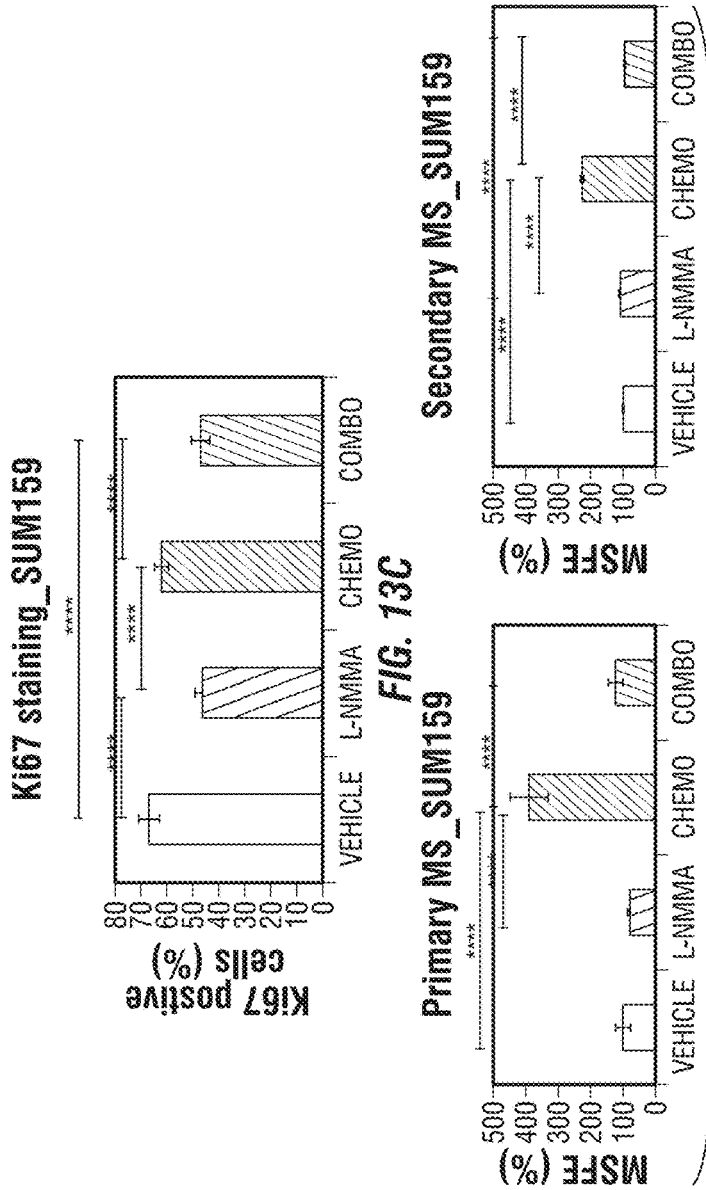 Ki67 staining_SUM159
Ki67 postive
cells (%)
80
70
60
50
40
30
20
10
0
****
****
****
****
VEHICLE L-NMMA CHEMO COMBO
FIG. 13C
Primary MS_SUM159
MSFE (%)
500
400
300
200
100
0
****
****
****
VEHICLE L-NMMA CHEMO COMBO
Secondary MS_SUM159
MSFE (%)
500
400
300
200
100
0
****
****
****
****
VEHICLE L-NMMA CHEMO COMBO